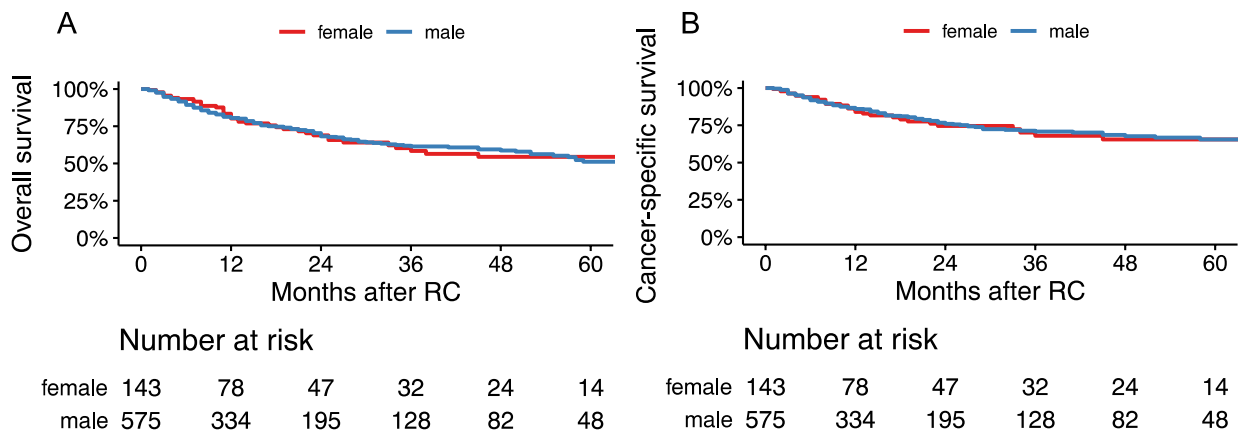 A
female male
Overall survival
100%
75%
50%
25%
0%
0 12 24 36 48 60
Months after RC
Number at risk
female 143 78 47 32 24 14
male 575 334 195 128 82 48
B
female male
Cancer-specific survival
100%
75%
50%
25%
0%
0 12 24 36 48 60
Months after RC
Number at risk
female 143 78 47 32 24 14
male 575 334 195 128 82 48